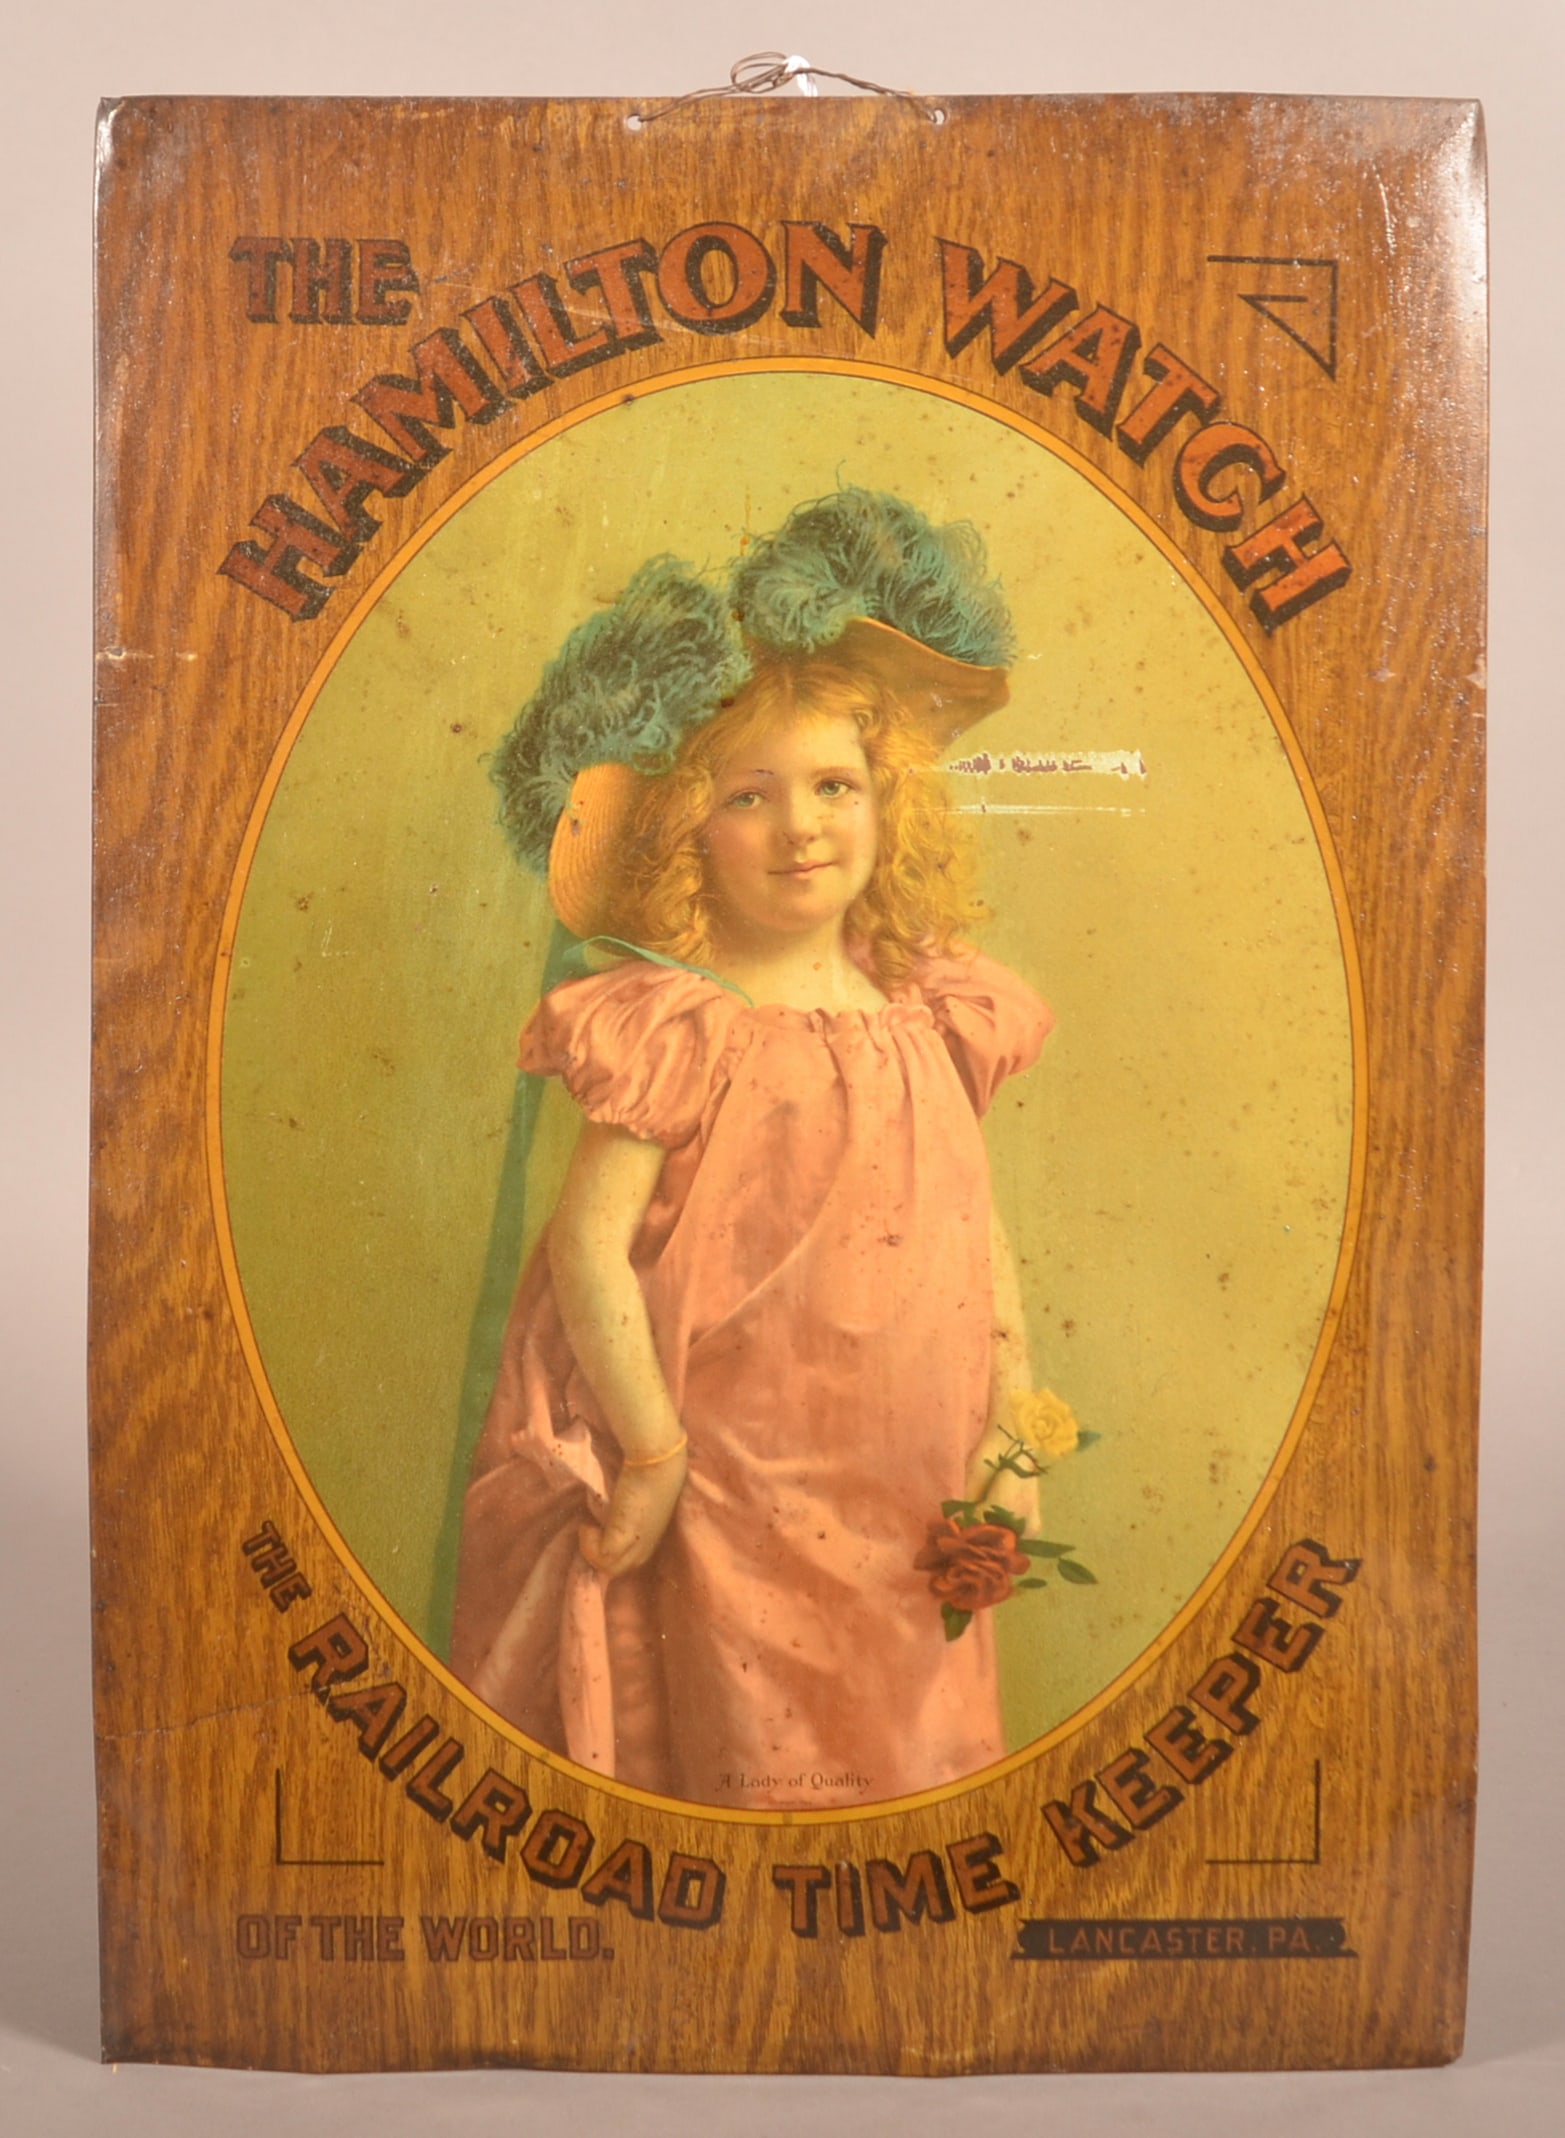 THE
HAMILTON WATCH
A Lady of Quality
THE
RAILROAD TIME KEEPER
OF THE WORLD.
LANCASTER, PA.